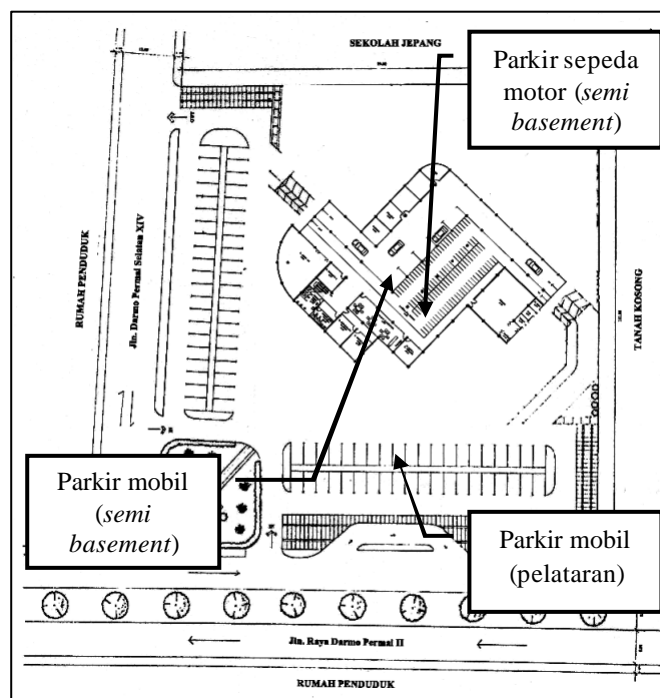 SEKOLAH JEPANG
Parkir sepeda
motor (semi
basement)
RUMAH PENDUDUK
Jln. Darmo Permai Selatan XIV
TANAH KOSONG
Parkir mobil
(semi
basement)
Parkir mobil
(pelataran)
Jln. Raya Darmo Permai II
RUMAH PENDUDUK